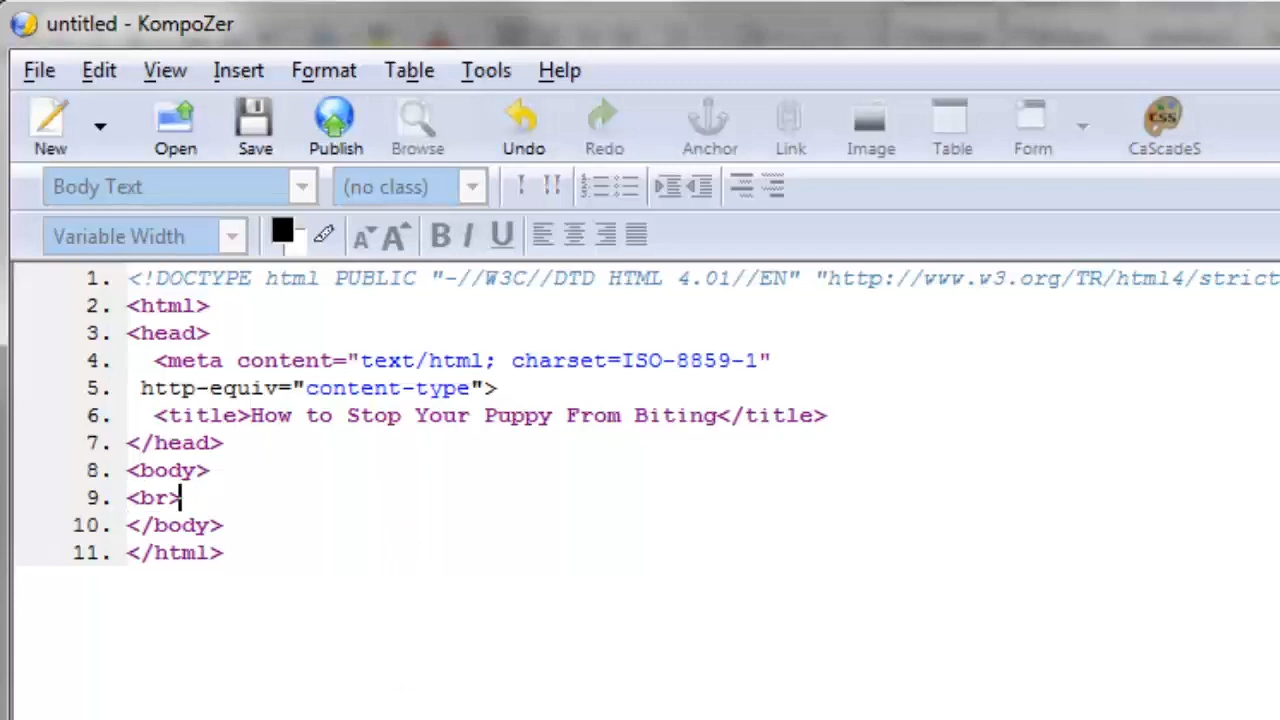 untitled - KompoZer
File Edit View Insert Format Table Tools Help
New Open Save Publish Browse Undo Redo Anchor Link Image Table Form CaScadeS
Body Text (no class)
Variable Width B I U
1. <!DOCTYPE html PUBLIC "-//W3C//DTD HTML 4.01//EN" "http://www.w3.org/TR/html4/strict
2. <html>
3. <head>
4. <meta content="text/html; charset=ISO-8859-1"
5. http-equiv="content-type">
6. <title>How to Stop Your Puppy From Biting</title>
7. </head>
8. <body>
9. <br>
10. </body>
11. </html>